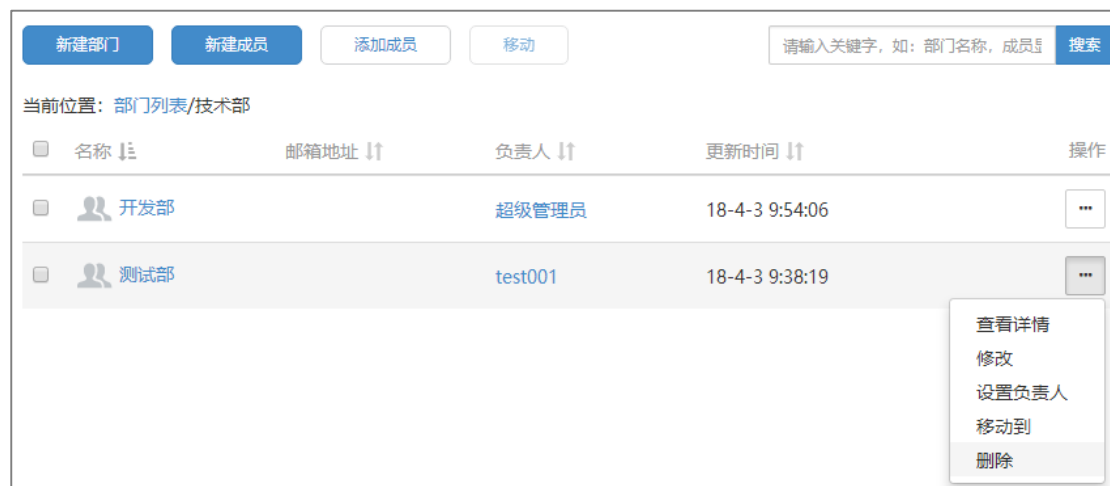 新建部门 新建成员 添加成员 移动 请输入关键字，如：部门名称，成员显 搜索
当前位置：部门列表/技术部
名称 邮箱地址 负责人 更新时间 操作
开发部 超级管理员 18-4-3 9:54:06 ...
测试部 test001 18-4-3 9:38:19 ...
查看详情
修改
设置负责人
移动到
删除